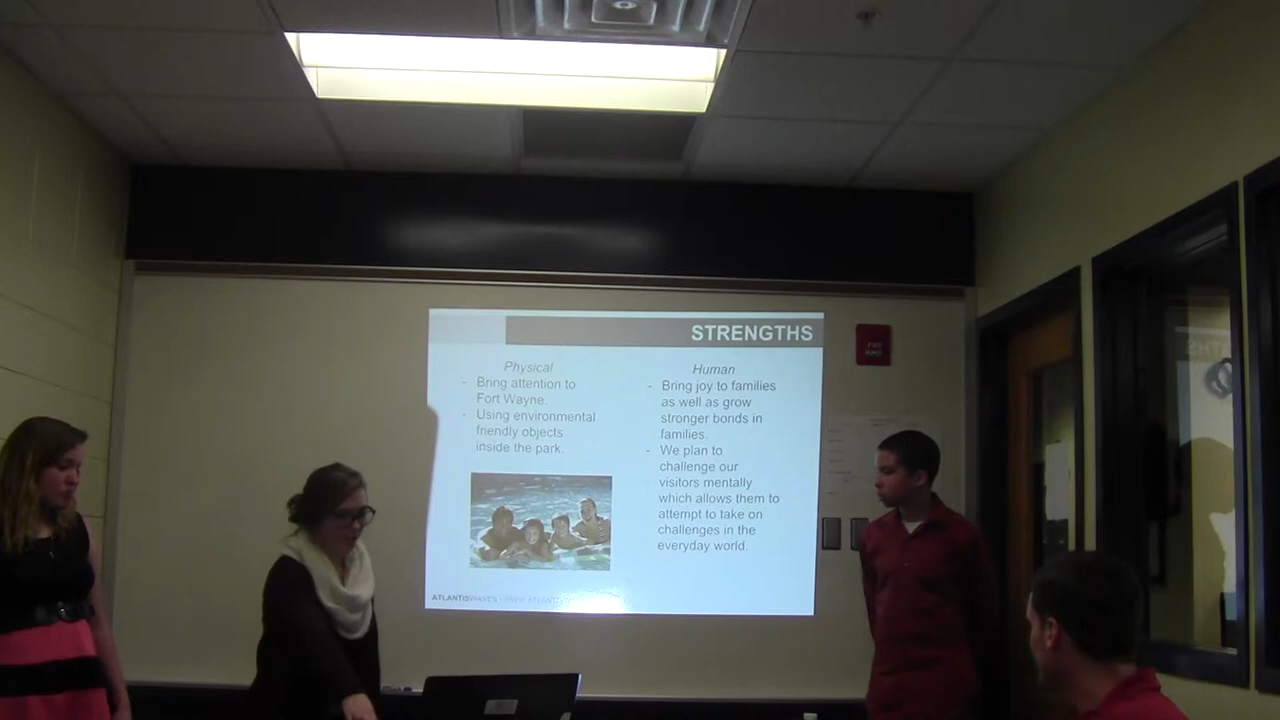 STRENGTHS
Physical
- Bring attention to
Fort Wayne.
- Using environmental
friendly objects
inside the park.
Human
- Bring joy to families
as well as grow
stronger bonds in
families.
- We plan to
challenge our
visitors mentally
which allows them to
attempt to take on
challenges in the
everyday world.
ATLANTISWAVES